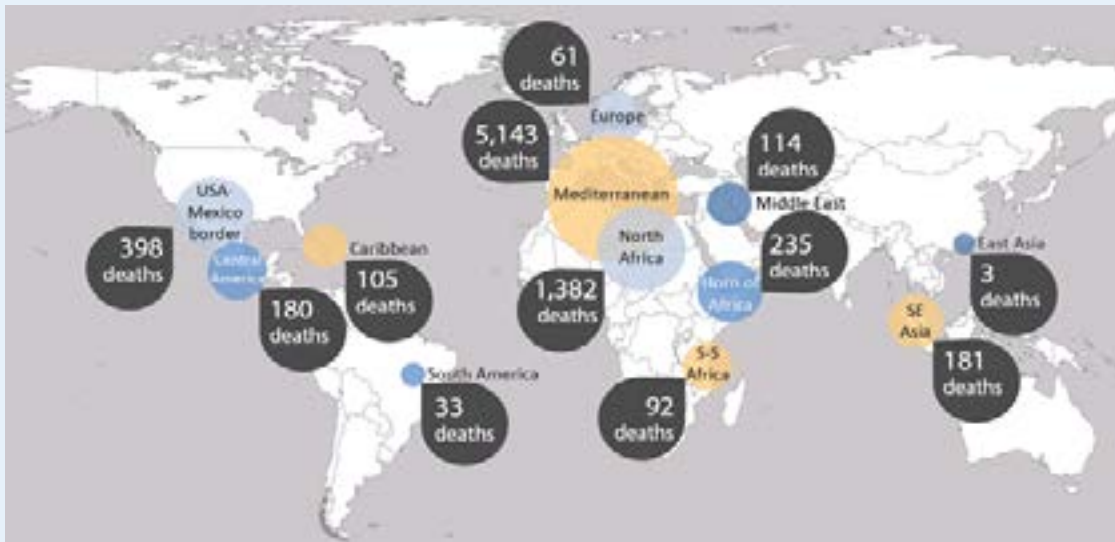 61
deaths
Europe
5,143
deaths
Mediterranean
114
deaths
Middle East
USA-
Mexico
border
398
deaths
Central
America
180
deaths
Caribbean
105
deaths
North
Africa
1,382
deaths
Horn of
Africa
235
deaths
East Asia
3
deaths
SE
Asia
181
deaths
South America
33
deaths
S-S
Africa
92
deaths